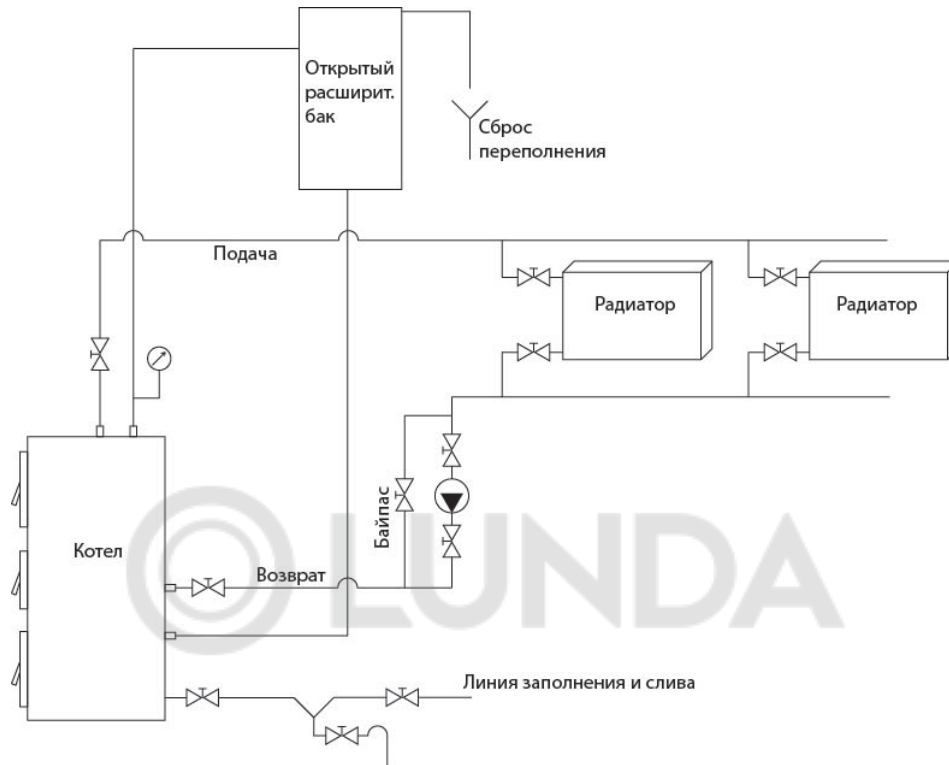 Открытый
расширит.
бак
Сброс
переполнения
Подача
Радиатор
Радиатор
Байпас
Котел
Возврат
LUNDA
Линия заполнения и слива